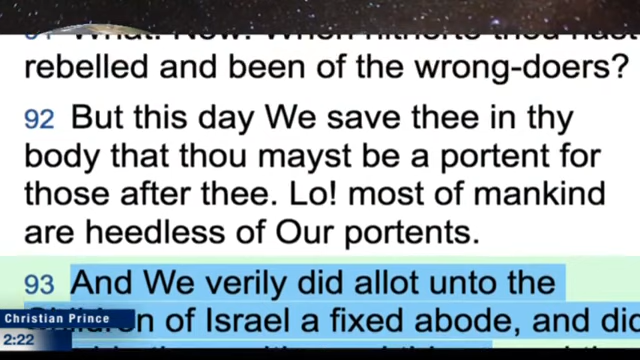 rebelled and been of the wrong-doers?
92 But this day We save thee in thy
body that thou mayst be a portent for
those after thee. Lo! most of mankind
are heedless of Our portents.
93 And We verily did allot unto the
of Israel a fixed abode, and did
Christian Prince
2:22